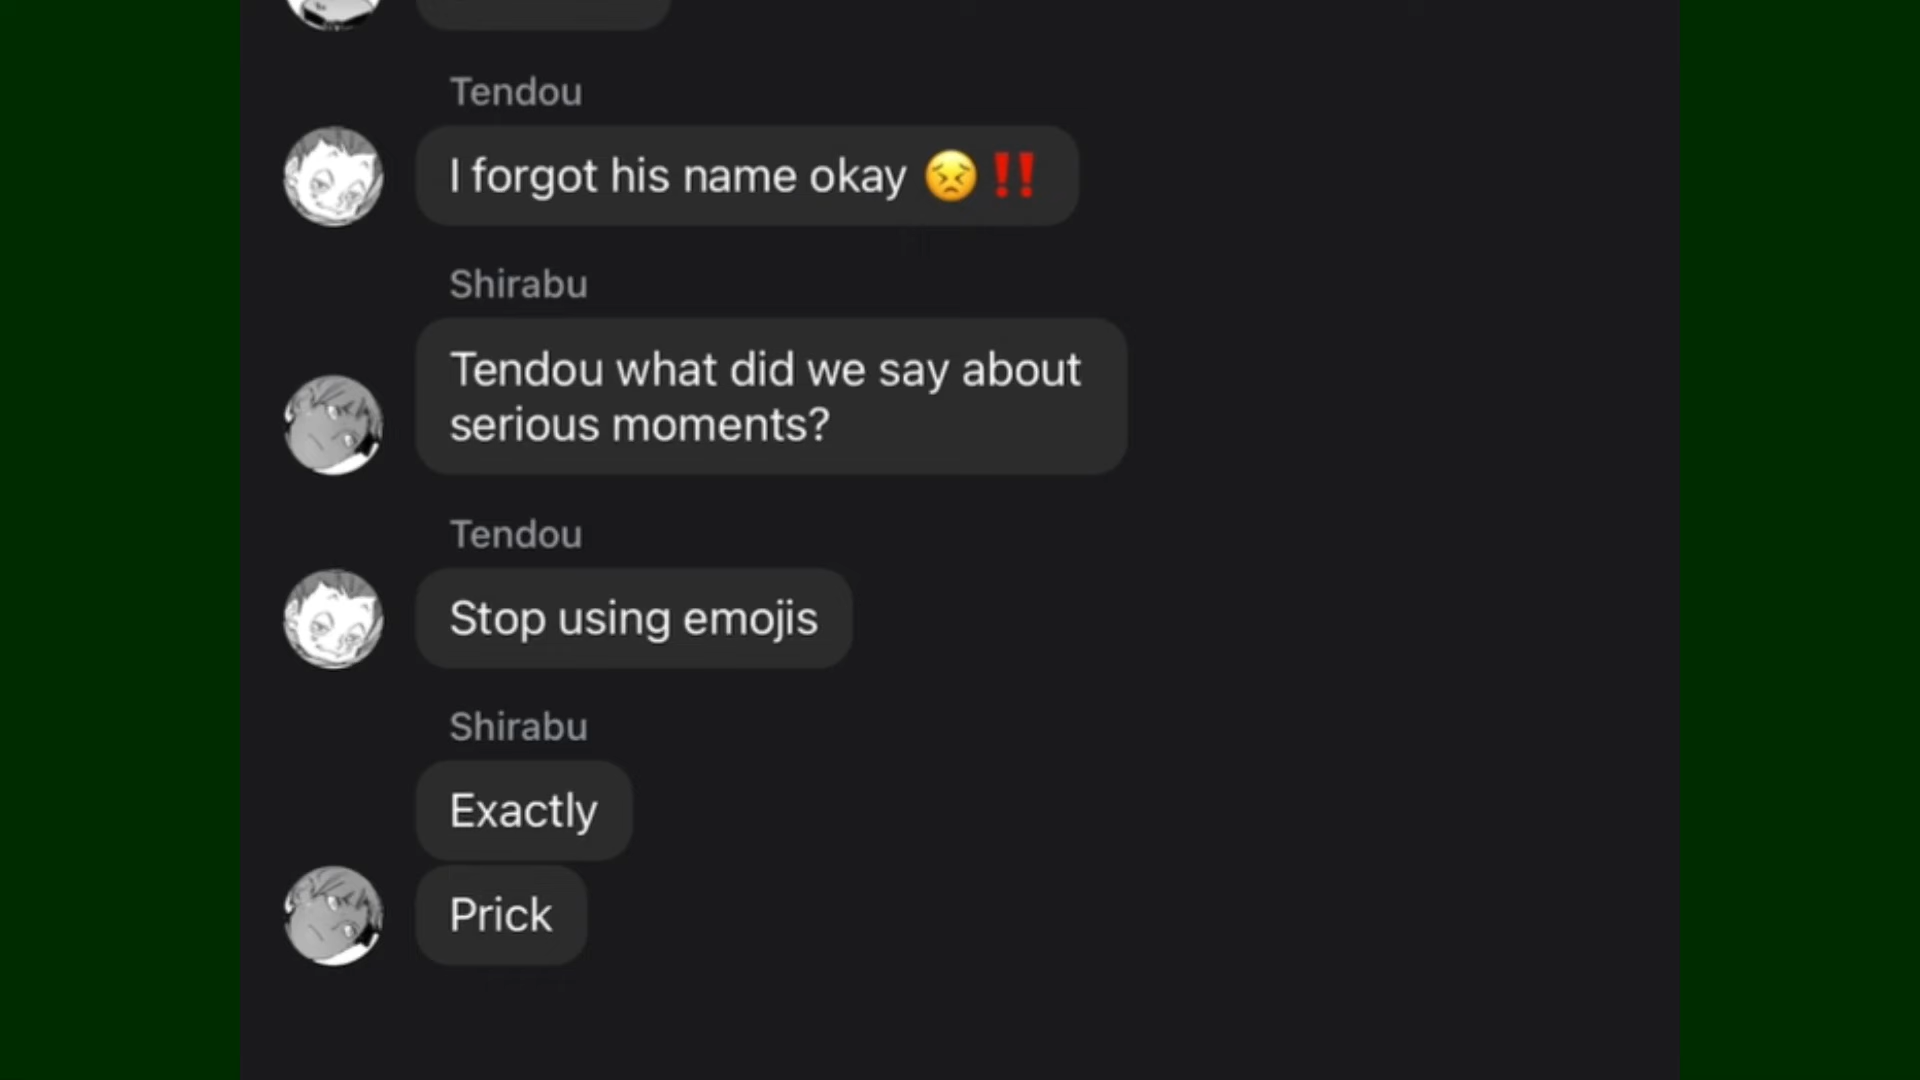 Tendou
I forgot his name okay 😣‼️
Shirabu
Tendou what did we say about
serious moments?
Tendou
Stop using emojis
Shirabu
Exactly
Prick